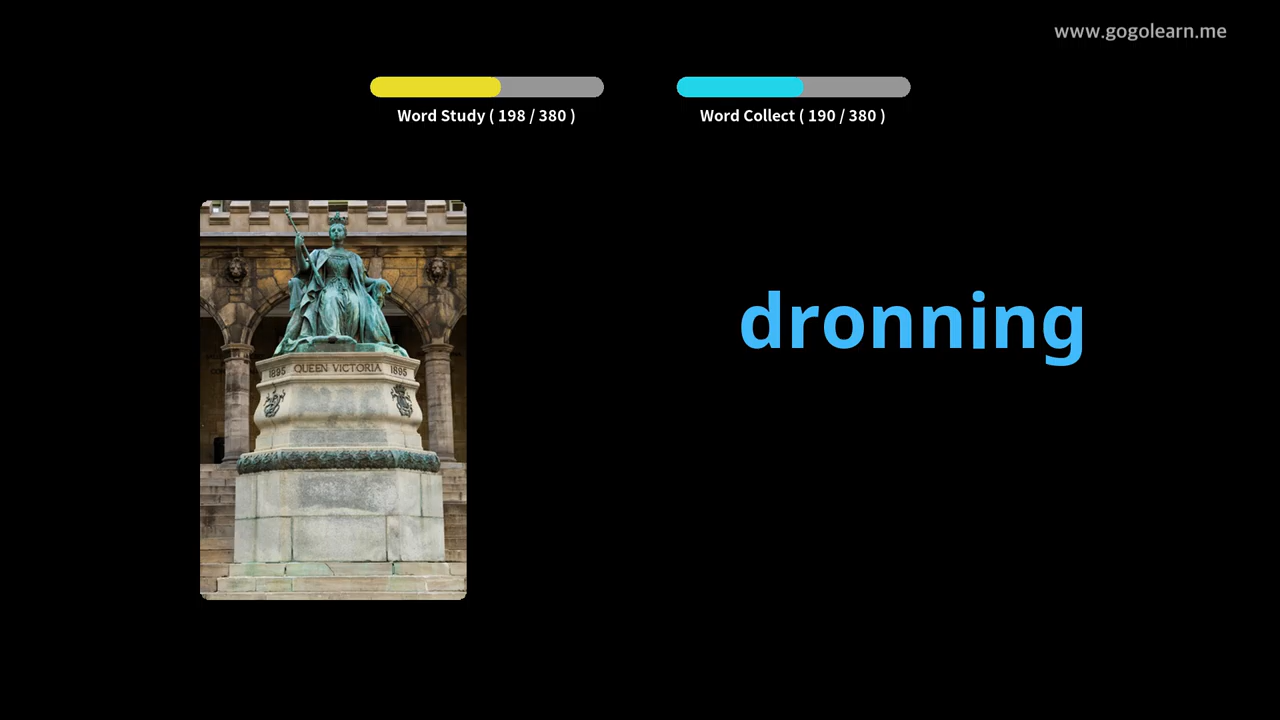 www.gogolearn.me
Word Study ( 198 / 380 )
Word Collect ( 190 / 380 )
1895 QUEEN VICTORIA 1895
dronning